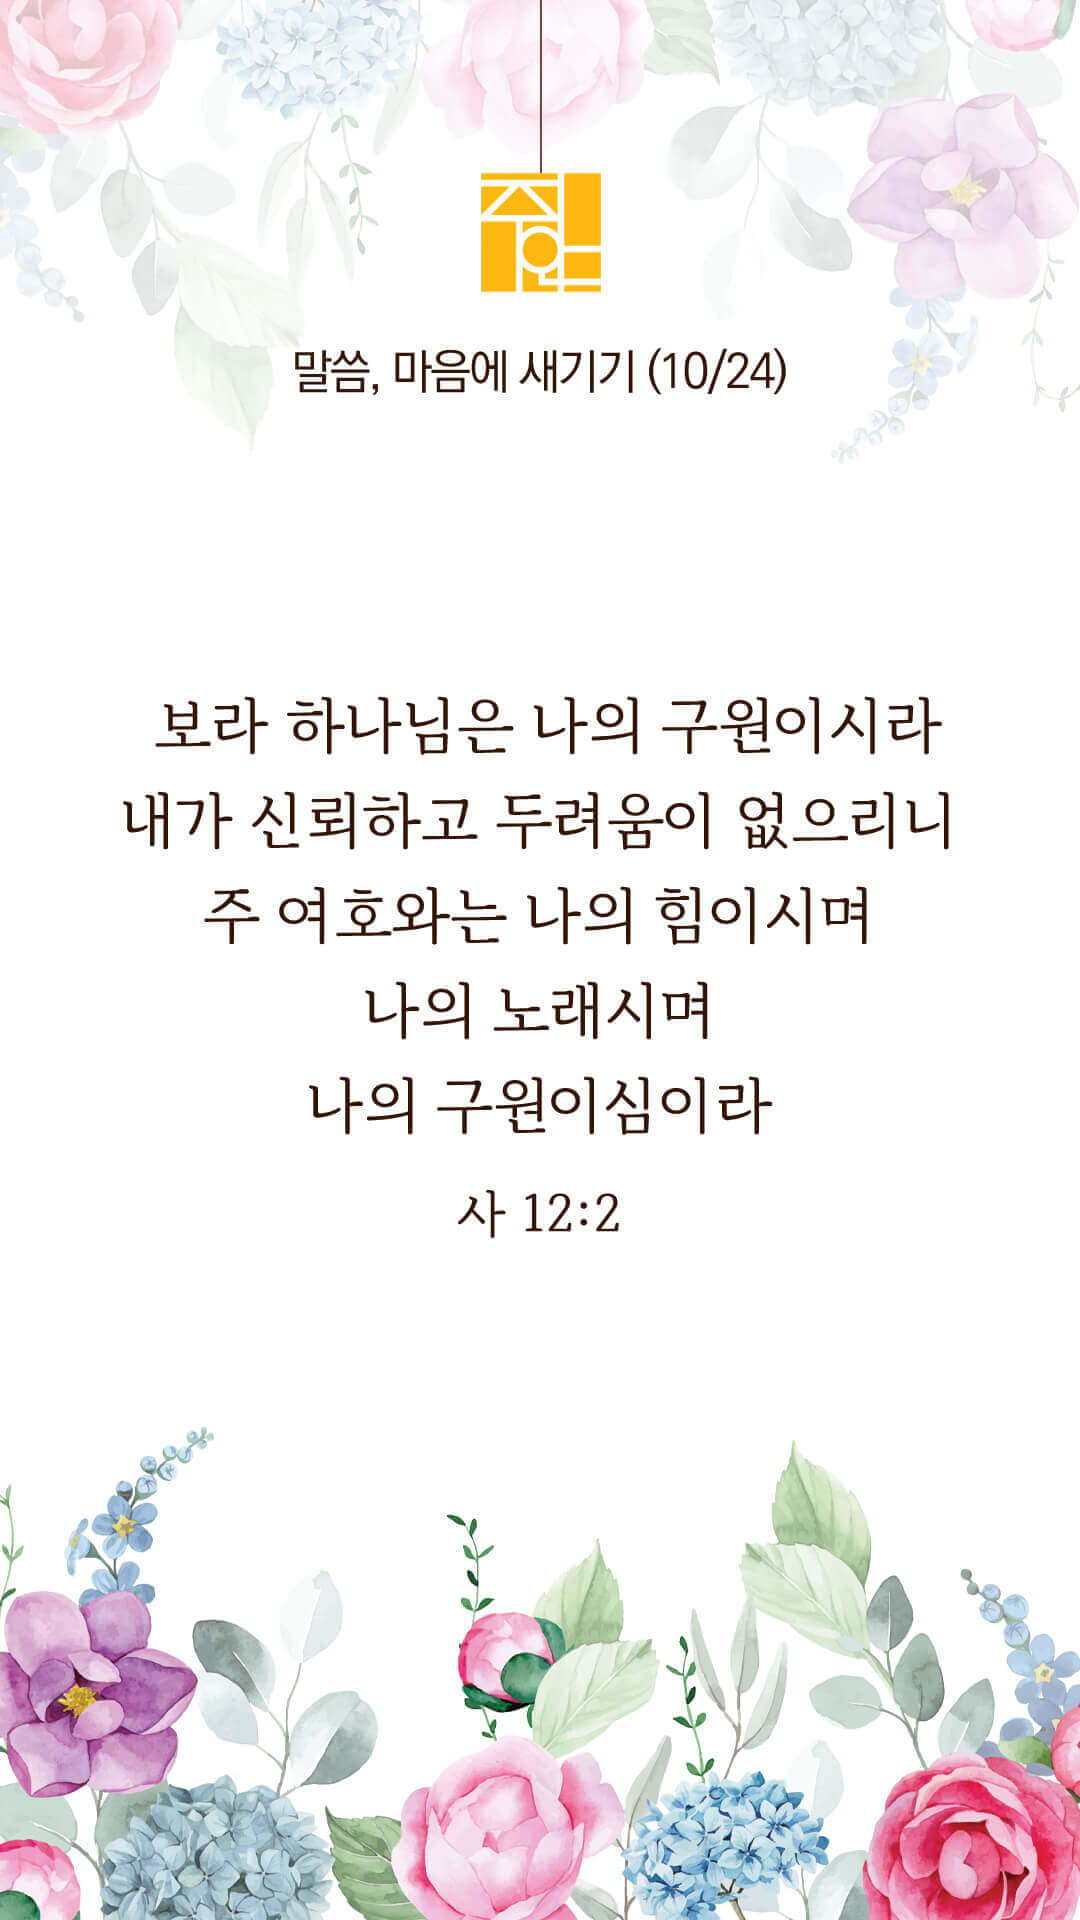 주인
말씀, 마음에 새기기 (10/24)
보라 하나님은 나의 구원이시라
내가 신뢰하고 두려움이 없으리니
주 여호와는 나의 힘이시며
나의 노래시며
나의 구원이심이라
사 12:2